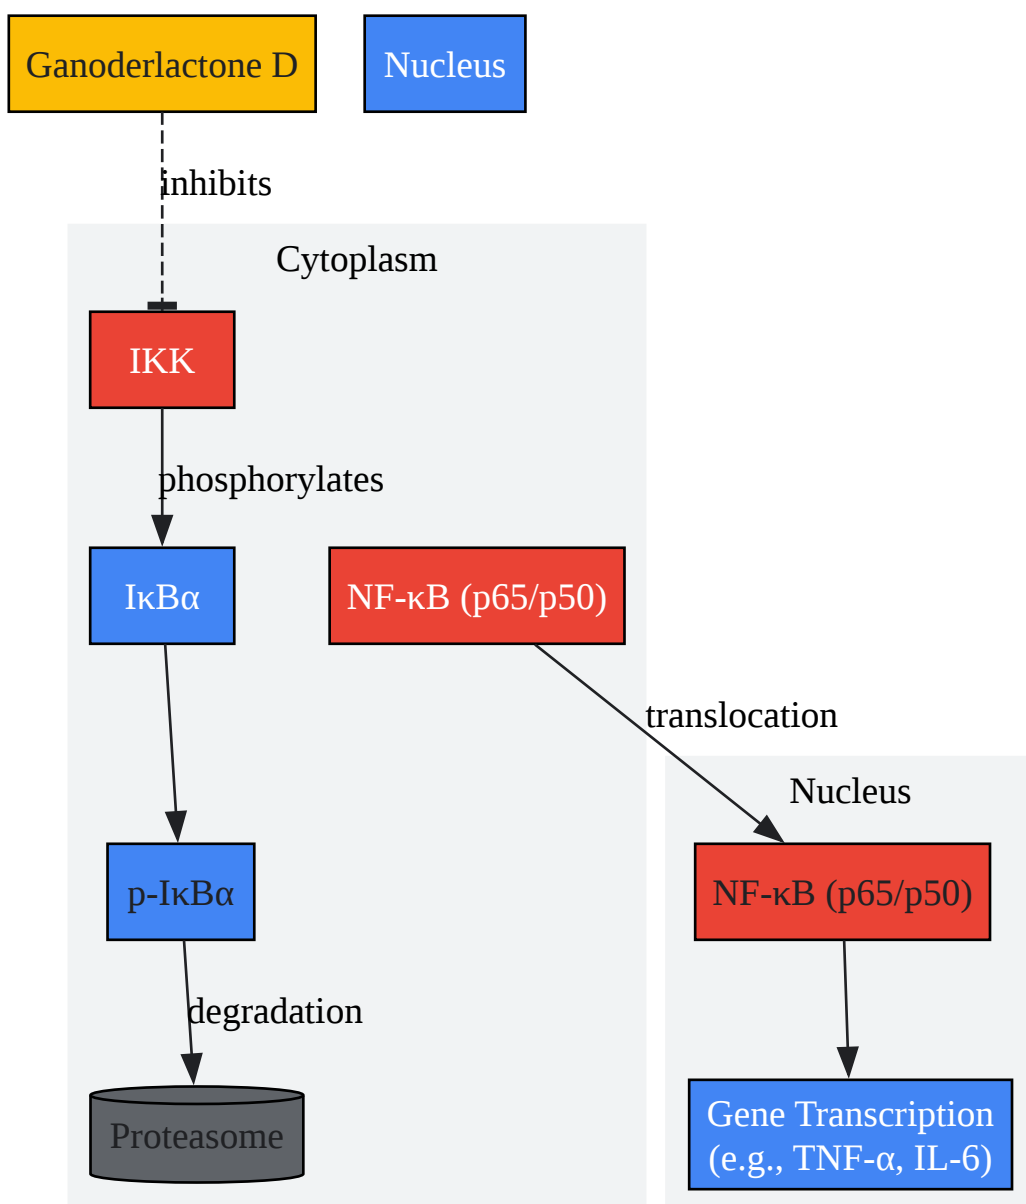 Ganoderlactone D
Nucleus
inhibits
Cytoplasm
IKK
phosphorylates
IκBα
NF-κB (p65/p50)
translocation
Nucleus
p-IκBα
NF-κB (p65/p50)
degradation
Proteasome
Gene Transcription
(e.g., TNF-α, IL-6)